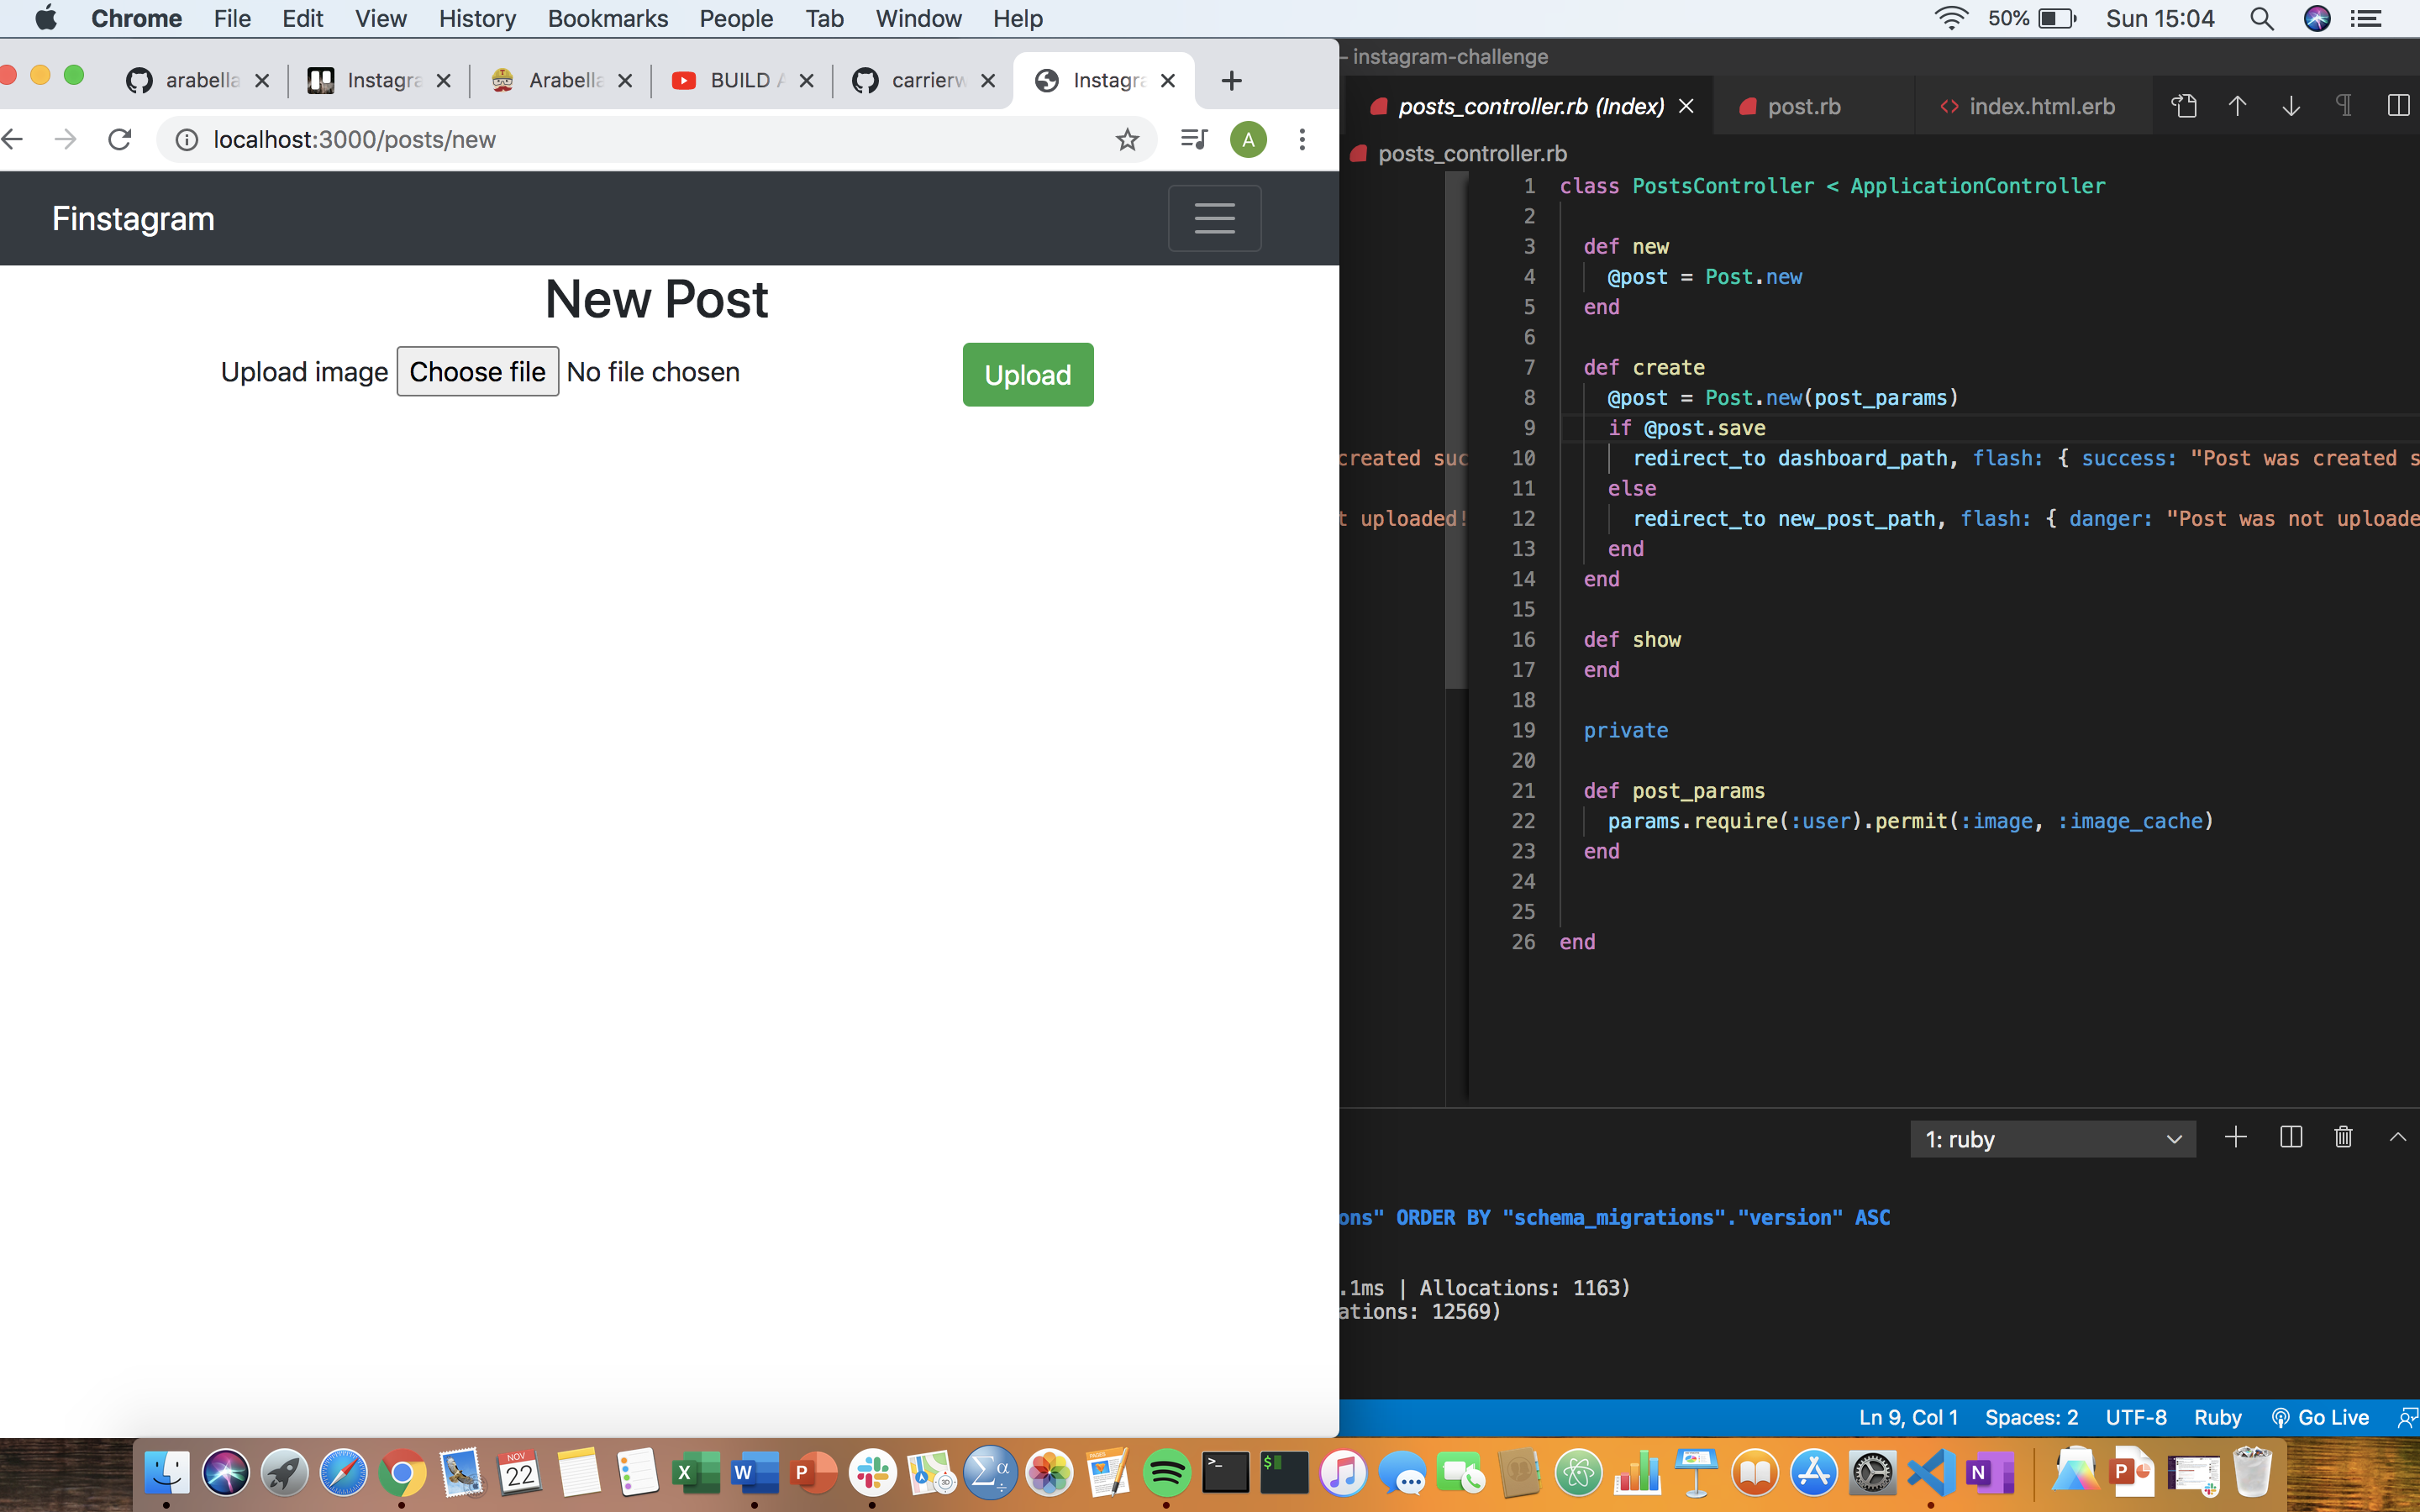 Chrome File Edit View History Bookmarks People Tab Window Help 50% Sun 15:04
arabella Instagra Arabella BUILD A carrierw Instagra
localhost:3000/posts/new A
Finstagram
New Post
Upload image Choose file No file chosen Upload
- instagram-challenge
posts_controller.rb (Index) post.rb <> index.html.erb
posts_controller.rb
created suc
t uploaded!
1 class PostsController < ApplicationController
2
3 def new
4 @post = Post.new
5 end
6
7 def create
8 @post = Post.new(post_params)
9 if @post.save
10 redirect_to dashboard_path, flash: { success: "Post was created s
11 else
12 redirect_to new_post_path, flash: { danger: "Post was not uploade
13 end
14 end
15
16 def show
17 end
18
19 private
20
21 def post_params
22 params.require(:user).permit(:image, :image_cache)
23 end
24
25
26 end
1: ruby
ons" ORDER BY "schema_migrations"."version" ASC
.1ms | Allocations: 1163)
ations: 12569)
Ln 9, Col 1 Spaces: 2 UTF-8 Ruby Go Live
NOV
22
X W P N P